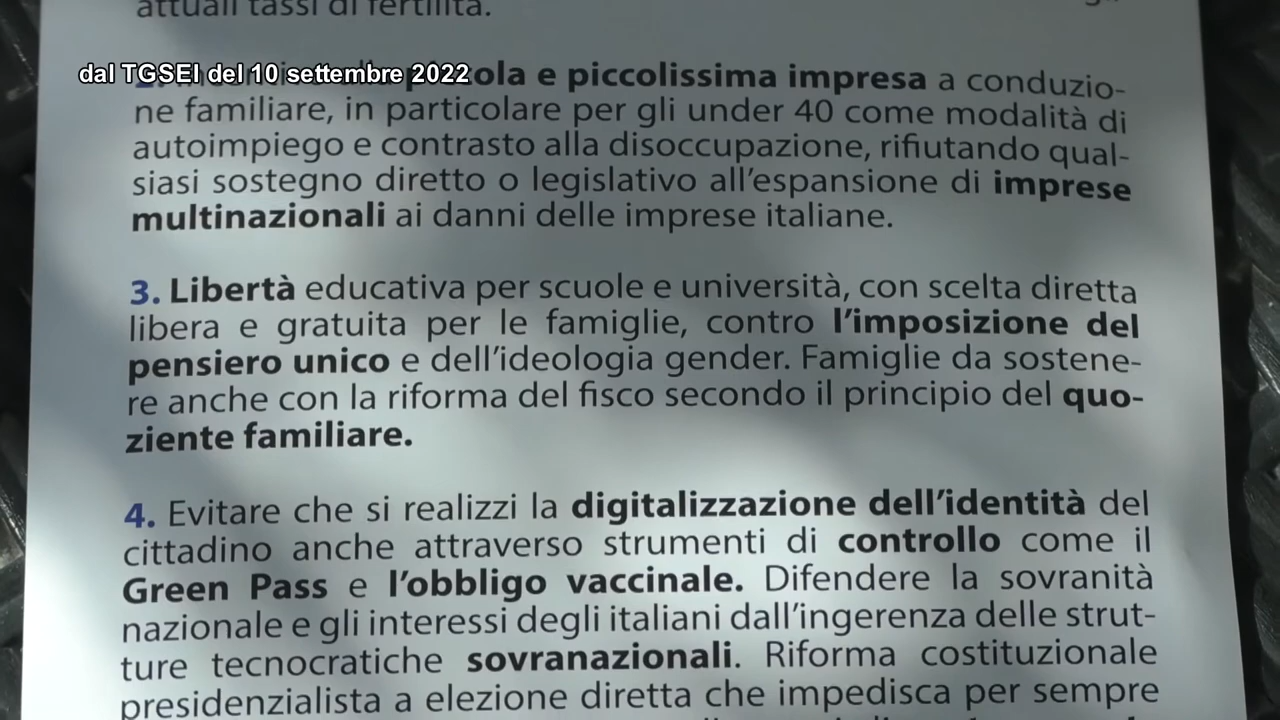 attuali tassi di fertilità.
dal TGSEI del 10 settembre 2022
2. piccola e piccolissima impresa a conduzio-
ne familiare, in particolare per gli under 40 come modalità di
autoimpiego e contrasto alla disoccupazione, rifiutando qual-
siasi sostegno diretto o legislativo all'espansione di imprese
multinazionali ai danni delle imprese italiane.
3. Libertà educativa per scuole e università, con scelta diretta
libera e gratuita per le famiglie, contro l'imposizione del
pensiero unico e dell'ideologia gender. Famiglie da sostene-
re anche con la riforma del fisco secondo il principio del quo-
ziente familiare.
4. Evitare che si realizzi la digitalizzazione dell'identità del
cittadino anche attraverso strumenti di controllo come il
Green Pass e l'obbligo vaccinale. Difendere la sovranità
nazionale e gli interessi degli italiani dall'ingerenza delle strut-
ture tecnocratiche sovranazionali. Riforma costituzionale
presidenzialista a elezione diretta che impedisca per sempre